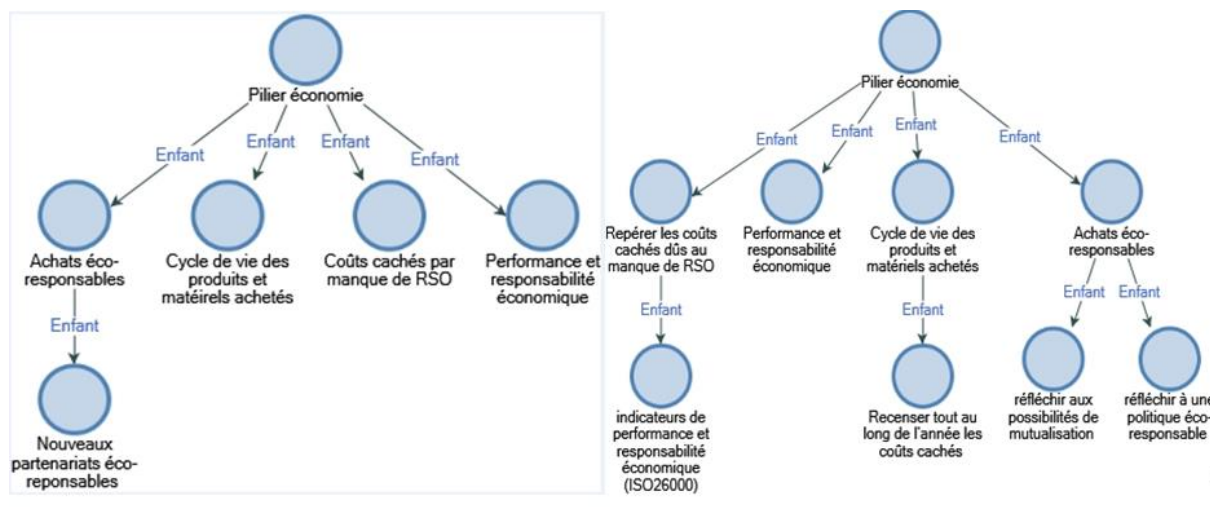 Pilier économie
Enfant
Enfant
Enfant
Enfant
Achats éco-
responsables
Cycle de vie des
produits et
matéirels achetés
Coûts cachés par
manque de RSO
Performance et
responsabilité
économique
Enfant
Nouveaux
partenariats éco-
reponsables
Pilier économie
Enfant
Enfant
Enfant
Enfant
Repérer les coûts
cachés dûs au
manque de RSO
Performance et
responsabilité
économique
Cycle de vie des
produits et
matériels achetés
Achats éco-
responsables
Enfant
Enfant
Enfant
Enfant
indicateurs de
performance et
responsabilité
économique
(ISO26000)
Recenser tout au
long de l'année les
coûts cachés
réfléchir aux
possibilités de
mutualisation
réfléchir à une
politique éco-
responsable